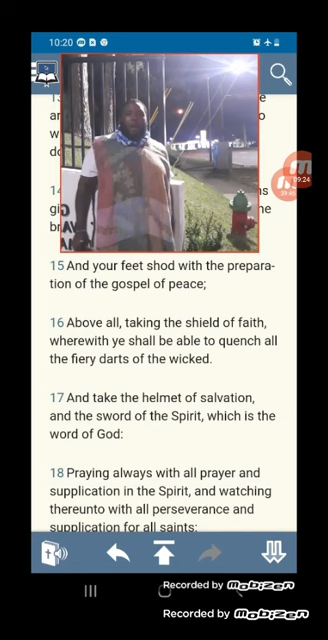 10:20
09:24
15 And your feet shod with the prepara-
tion of the gospel of peace;
16 Above all, taking the shield of faith,
wherewith ye shall be able to quench all
the fiery darts of the wicked.
17 And take the helmet of salvation,
and the sword of the Spirit, which is the
word of God:
18 Praying always with all prayer and
supplication in the Spirit, and watching
thereunto with all perseverance and
supplication for all saints;
Recorded by mobizen
Recorded by mobizen